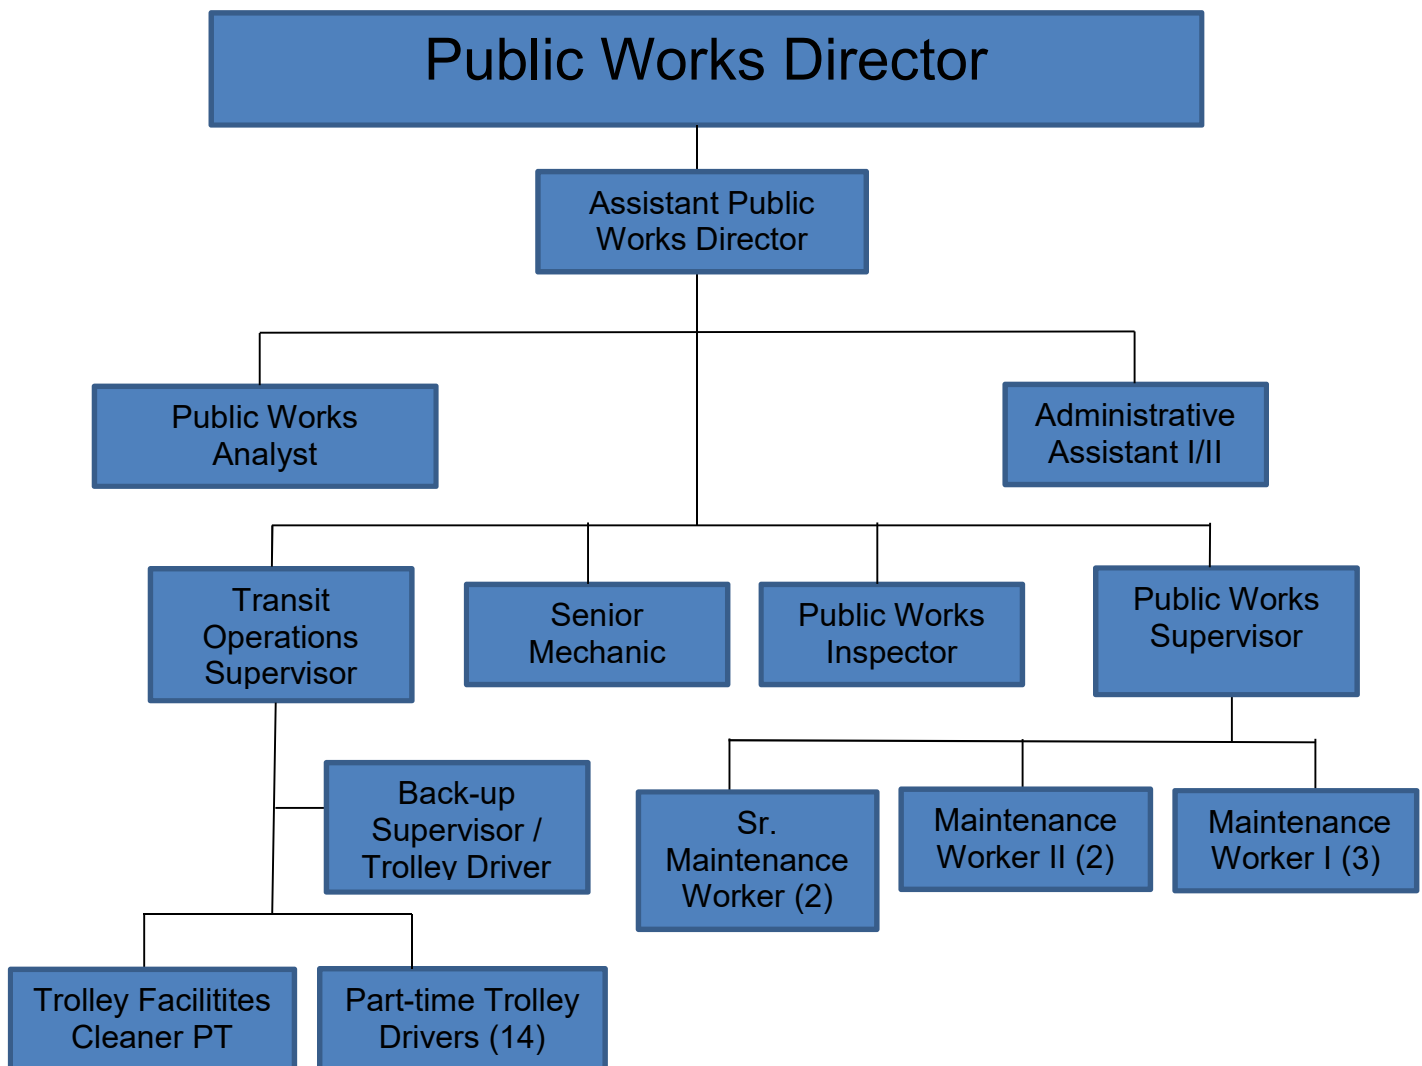 Public Works Director
Assistant Public
Works Director
Public Works
Analyst
Administrative
Assistant I/II
Transit
Operations
Supervisor
Senior
Mechanic
Public Works
Inspector
Public Works
Supervisor
Back-up
Supervisor /
Trolley Driver
Sr.
Maintenance
Worker (2)
Maintenance
Worker II (2)
Maintenance
Worker I (3)
Trolley Facilitites
Cleaner PT
Part-time Trolley
Drivers (14)